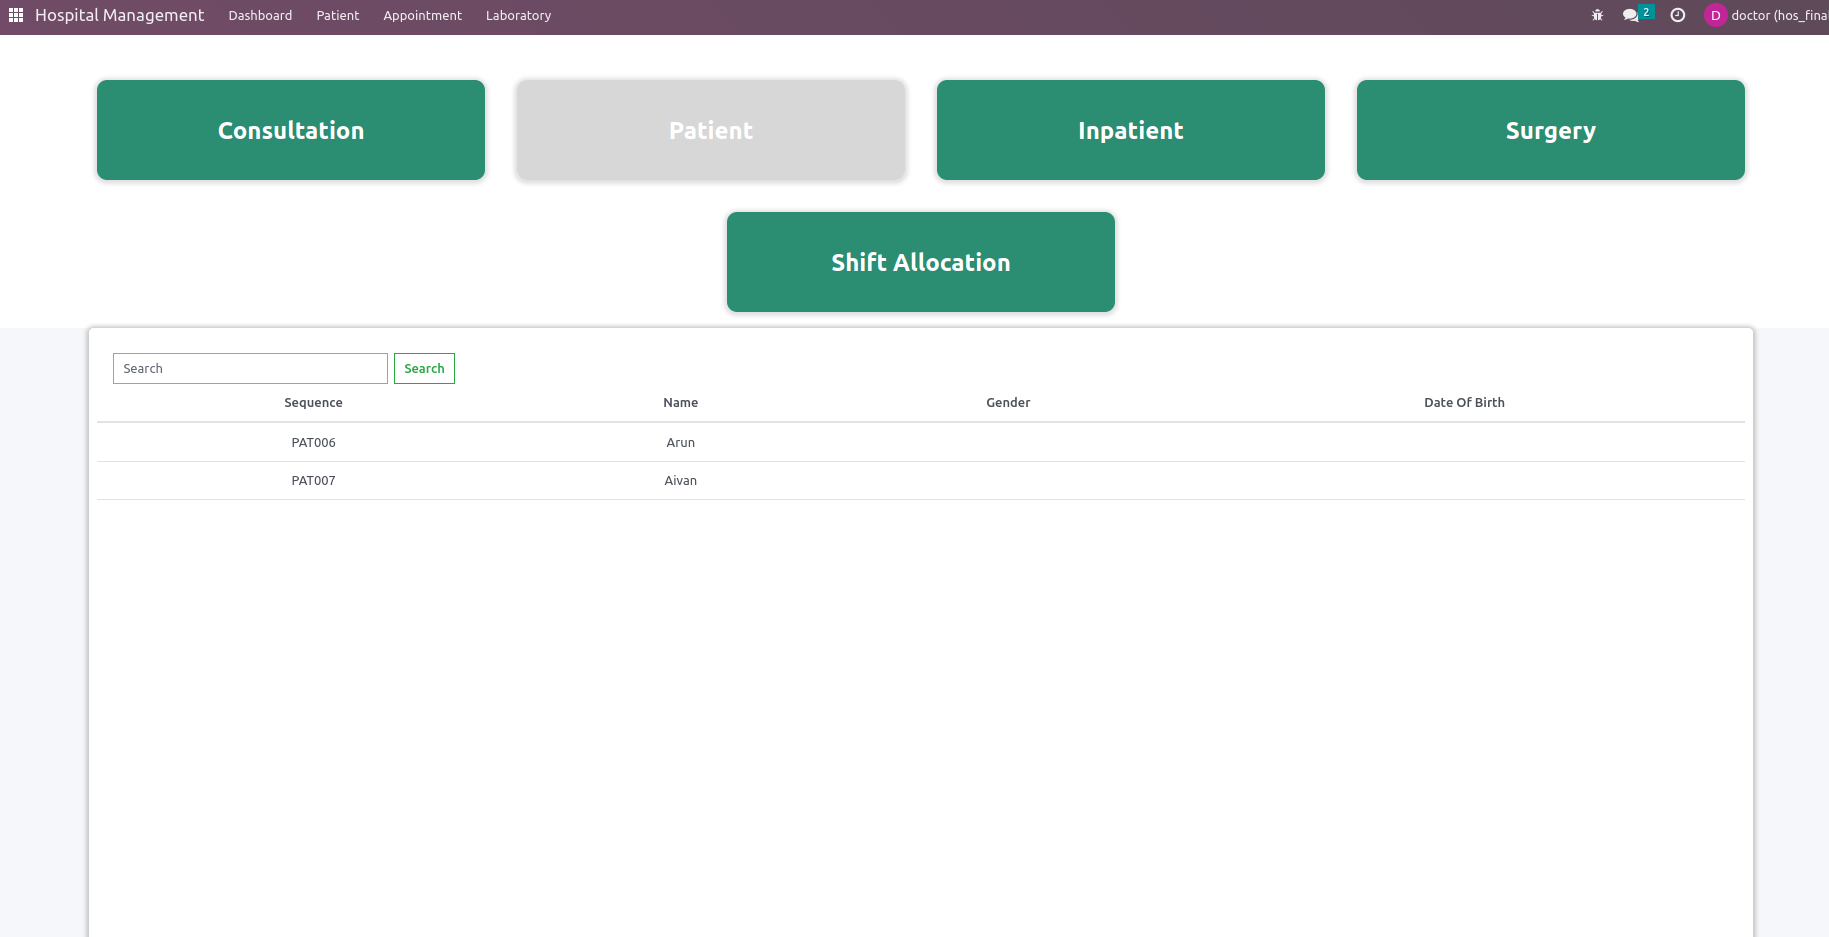 Hospital Management Dashboard Patient Appointment Laboratory 2 D doctor (hos_fina
Consultation Patient Inpatient Surgery
Shift Allocation
Search Search
Sequence Name Gender Date Of Birth
PAT006 Arun
PAT007 Aivan